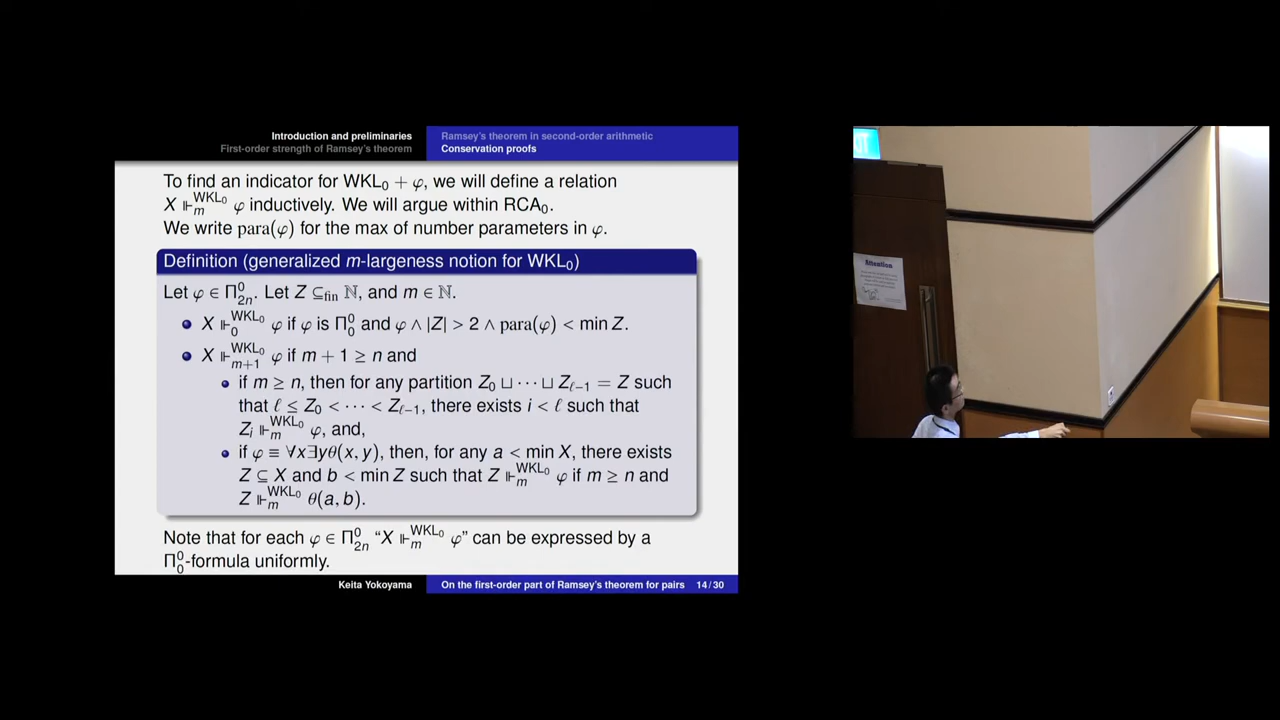 Introduction and preliminaries
First-order strength of Ramsey's theorem
Ramsey's theorem in second-order arithmetic
Conservation proofs
To find an indicator for WKL₀ + φ, we will define a relation
X ⊩ₘ^WKL₀ φ inductively. We will argue within RCA₀.
We write para(φ) for the max of number parameters in φ.
Definition (generalized m-largeness notion for WKL₀)
Let φ ∈ Π⁰₂ₙ. Let Z ⊆fin ℕ, and m ∈ ℕ.
X ⊩₀^WKL₀ φ if φ is Π⁰₀ and φ ∧ |Z| > 2 ∧ para(φ) < min Z.
X ⊩ₘ₊₁^WKL₀ φ if m + 1 ≥ n and
if m ≥ n, then for any partition Z₀ ⊔ ⋯ ⊔ Zℓ₋₁ = Z such
that ℓ ≤ Z₀ < ⋯ < Zℓ₋₁, there exists i < ℓ such that
Zᵢ ⊩ₘ^WKL₀ φ, and,
if φ ≡ ∀x∃yθ(x, y), then, for any a < min X, there exists
Z ⊆ X and b < min Z such that Z ⊩ₘ^WKL₀ φ if m ≥ n and
Z ⊩ₘ^WKL₀ θ(a, b).
Note that for each φ ∈ Π⁰₂ₙ "X ⊩ₘ^WKL₀ φ" can be expressed by a
Π⁰₀-formula uniformly.
Keita Yokoyama
On the first-order part of Ramsey's theorem for pairs 14/30
Attention